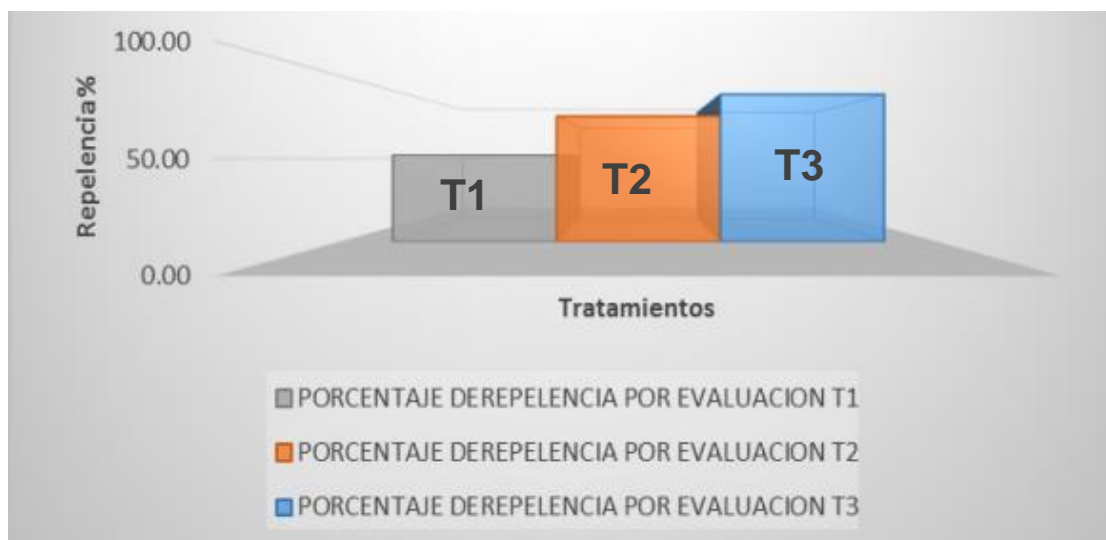 100.00
50.00
0.00
Repelencia%
T1
T2
T3
Tratamientos
PORCENTAJE DEREPELENCIA POR EVALUACION T1
PORCENTAJE DEREPELENCIA POR EVALUACION T2
PORCENTAJE DEREPELENCIA POR EVALUACION T3